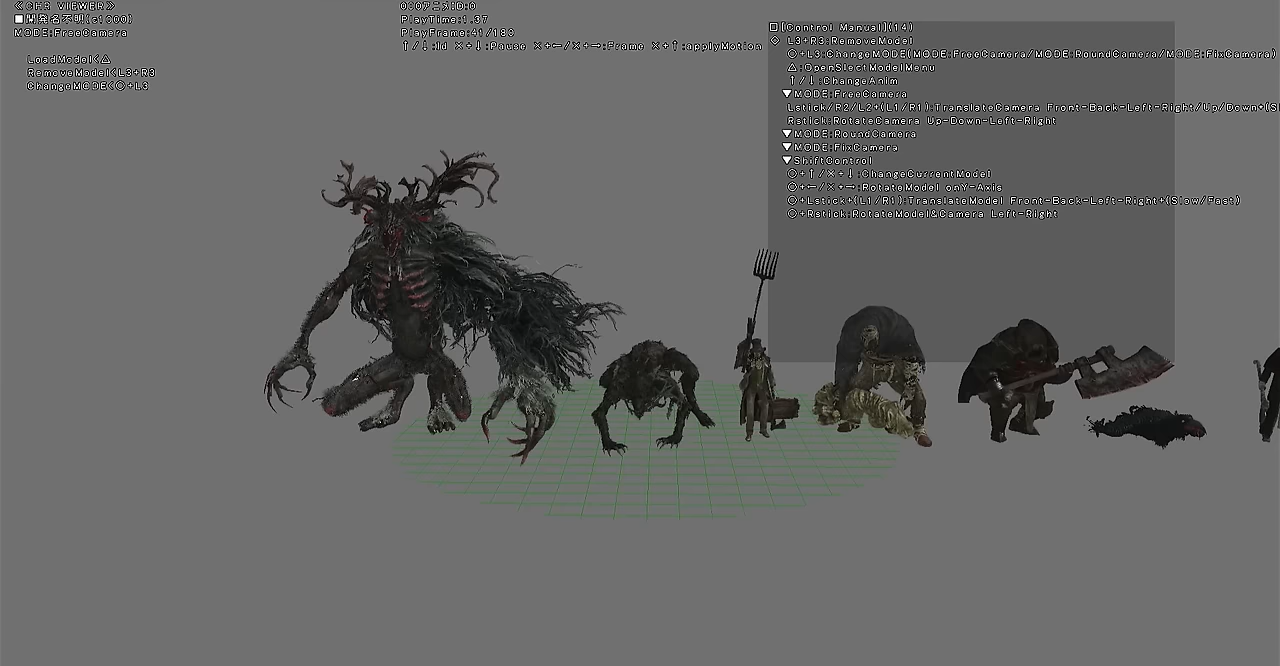 ≪CHR VIEWER≫
■開発名不明(c1000)
MODE:FreeCamera
LoadModel<△
RemoveModel<L3+R3
ChangeMODE<○+L3
000アニメID:0
PlayTime:1.37
PlayFrame:41/183
↑/↓:Id ×+↓:Pause ×+←/×+→:Frame ×+↑:applyMotion
□[Control Manual](14)
◇ L3+R3:RemoveModel
○+L3:ChangeMODE(MODE:FreeCamera/MODE:RoundCamera/MODE:FixCamera)
△:OpenSlectModelMenu
↑/↓:ChangeAnim
▼MODE:FreeCamera
Lstick/R2/L2+(L1/R1):TranslateCamera Front-Back-Left-Right/Up/Down+(Sl
Rstick:RotateCamera Up-Down-Left-Right
▼MODE:RoundCamera
▼MODE:FixCamera
▼ShiftControl
○+↑/×+↓:ChangeCurrentModel
○+←/×+→:RotateModel onY-Axis
○+Lstick+(L1/R1):TranslateModel Front-Back-Left-Right+(Slow/Fast)
○+Rstick:RotateModel&Camera Left-Right